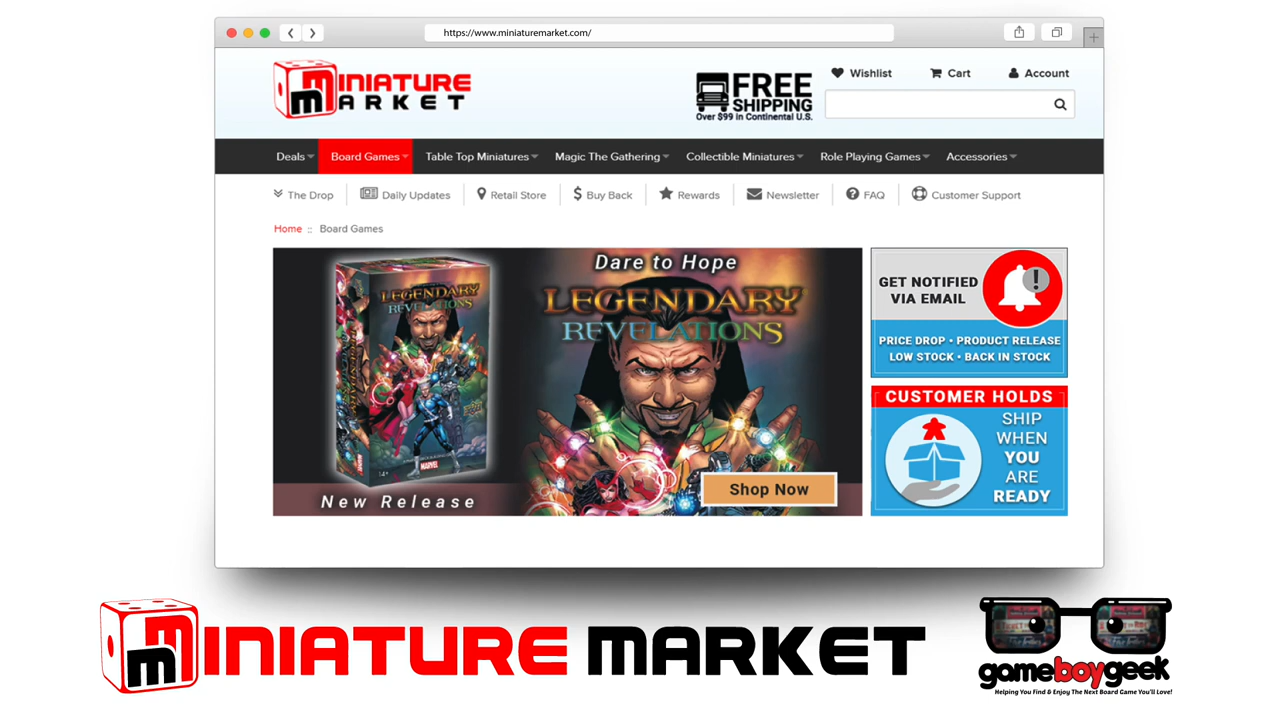 https://www.miniaturemarket.com/
MINIATURE
MARKET
FREE
SHIPPING
Over $99 in Continental U.S.
Wishlist
Cart
Account
Deals
Board Games
Table Top Miniatures
Magic The Gathering
Collectible Miniatures
Role Playing Games
Accessories
The Drop
Daily Updates
Retail Store
$ Buy Back
Rewards
Newsletter
? FAQ
Customer Support
Home :: Board Games
LEGENDARY
REVELATIONS
MARVEL
New Release
Dare to Hope
LEGENDARY
REVELATIONS
Shop Now
GET NOTIFIED
VIA EMAIL
!
PRICE DROP • PRODUCT RELEASE
LOW STOCK • BACK IN STOCK
CUSTOMER HOLDS
SHIP
WHEN
YOU
ARE
READY
MINIATURE MARKET
gameboygeek
Helping You Find & Enjoy The Next Board Game You'll Love!